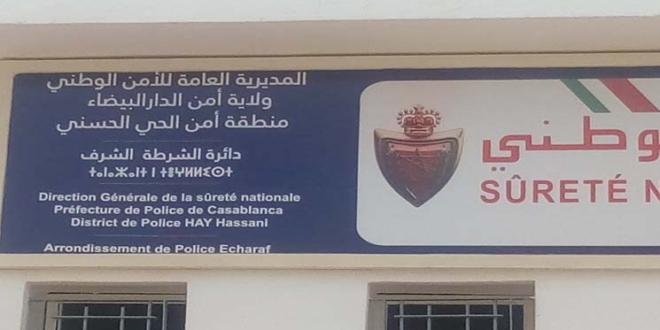 المديرية العامة للأمن الوطني
ولاية أمن الدارالبيضاء
منطقة أمن الحي الحسني
دائرة الشرطة الشرف
Direction Générale de la sûreté nationale
Préfecture de Police de Casablanca
District de Police HAY Hassani
Arrondissement de Police Echaraf
وطني
SÛRETÉ N